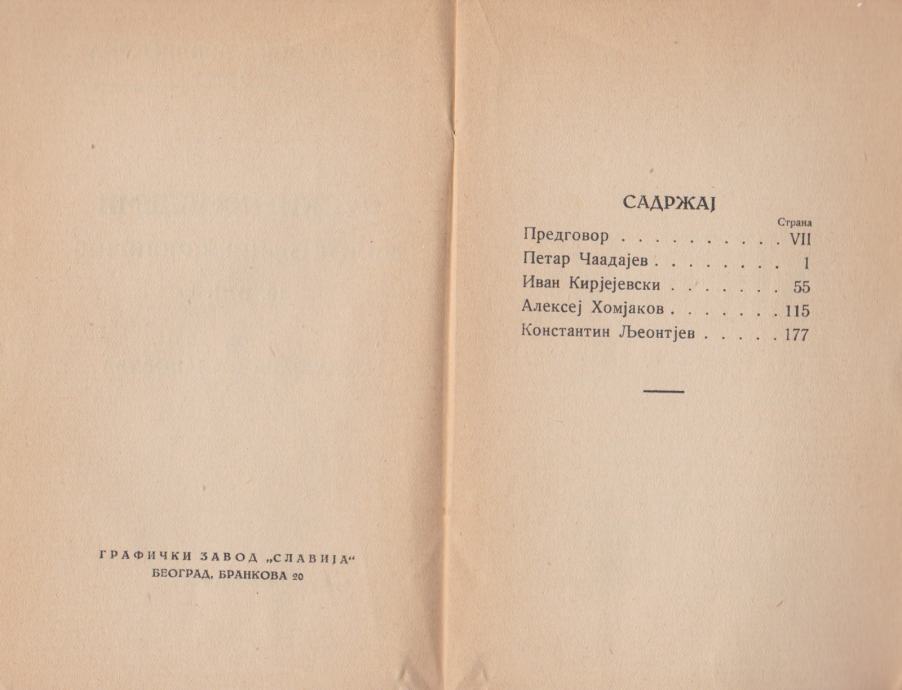 ГРАФИЧКИ ЗАВОД „СЛАВИЈА“
БЕОГРАД, БРАНКОВА 20
САДРЖАЈ
Страна
Предговор . . . . . . . . . . VII
Петар Чаадајев . . . . . . . . 1
Иван Кирјејевски . . . . . . . 55
Алексеј Хомјаков . . . . . . . 115
Константин Љеонтјев . . . . . 177